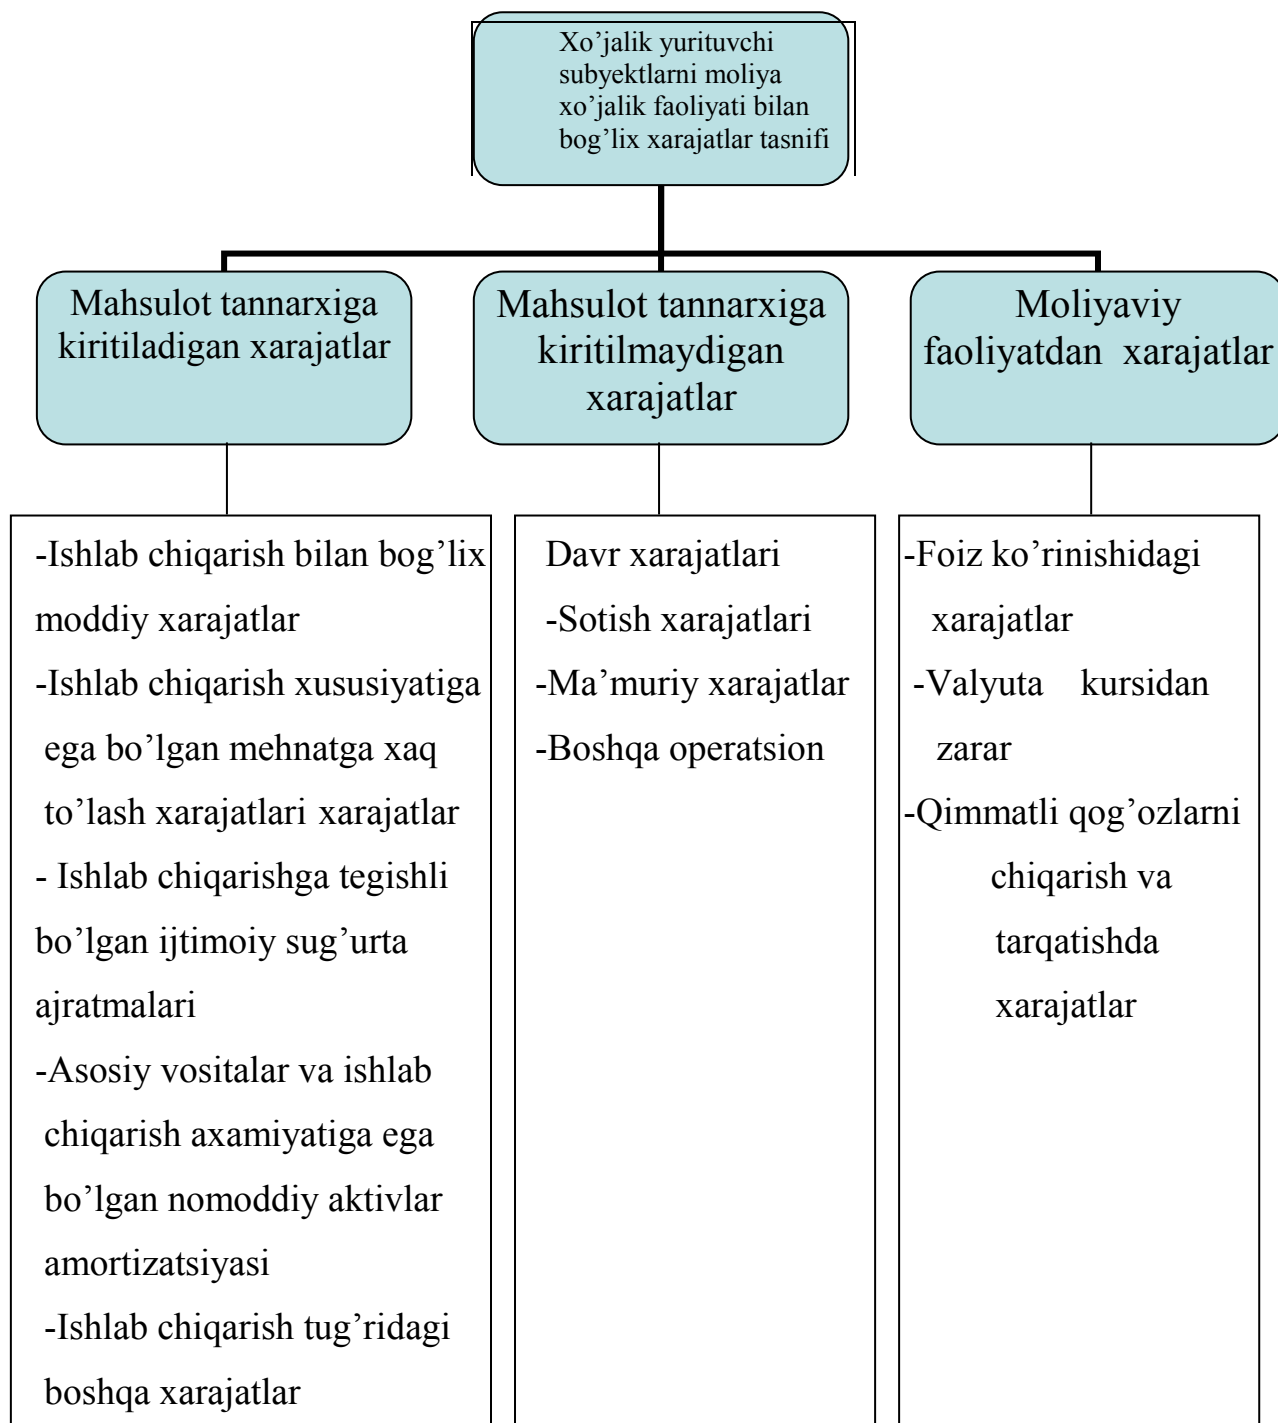 Xo’jalik yurituvchi
subyektlarni moliya
xo’jalik faoliyati bilan
bog’lix xarajatlar tasnifi
Mahsulot tannarxiga
kiritiladigan xarajatlar
Mahsulot tannarxiga
kiritilmaydigan
xarajatlar
Moliyaviy
faoliyatdan xarajatlar
-Ishlab chiqarish bilan bog’lix
moddiy xarajatlar
-Ishlab chiqarish xususiyatiga
ega bo’lgan mehnatga xaq
to’lash xarajatlari xarajatlar
- Ishlab chiqarishga tegishli
bo’lgan ijtimoiy sug’urta
ajratmalari
-Asosiy vositalar va ishlab
chiqarish axamiyatiga ega
bo’lgan nomoddiy aktivlar
amortizatsiyasi
-Ishlab chiqarish tug’ridagi
boshqa xarajatlar
Davr xarajatlari
-Sotish xarajatlari
-Ma’muriy xarajatlar
-Boshqa operatsion
-Foiz ko’rinishidagi
xarajatlar
-Valyuta kursidan
zarar
-Qimmatli qog’ozlarni
chiqarish va
tarqatishda
xarajatlar